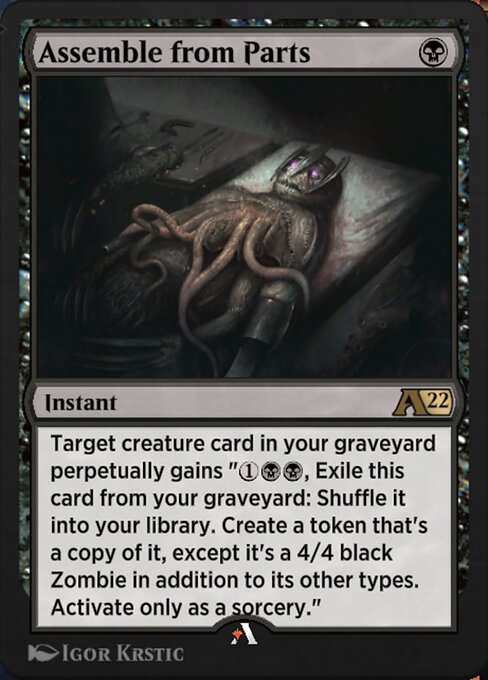 Assemble from Parts
Instant
A22
Target creature card in your graveyard
perpetually gains "1BB, Exile this
card from your graveyard: Shuffle it
into your library. Create a token that's
a copy of it, except it's a 4/4 black
Zombie in addition to its other types.
Activate only as a sorcery."
Igor Krstic